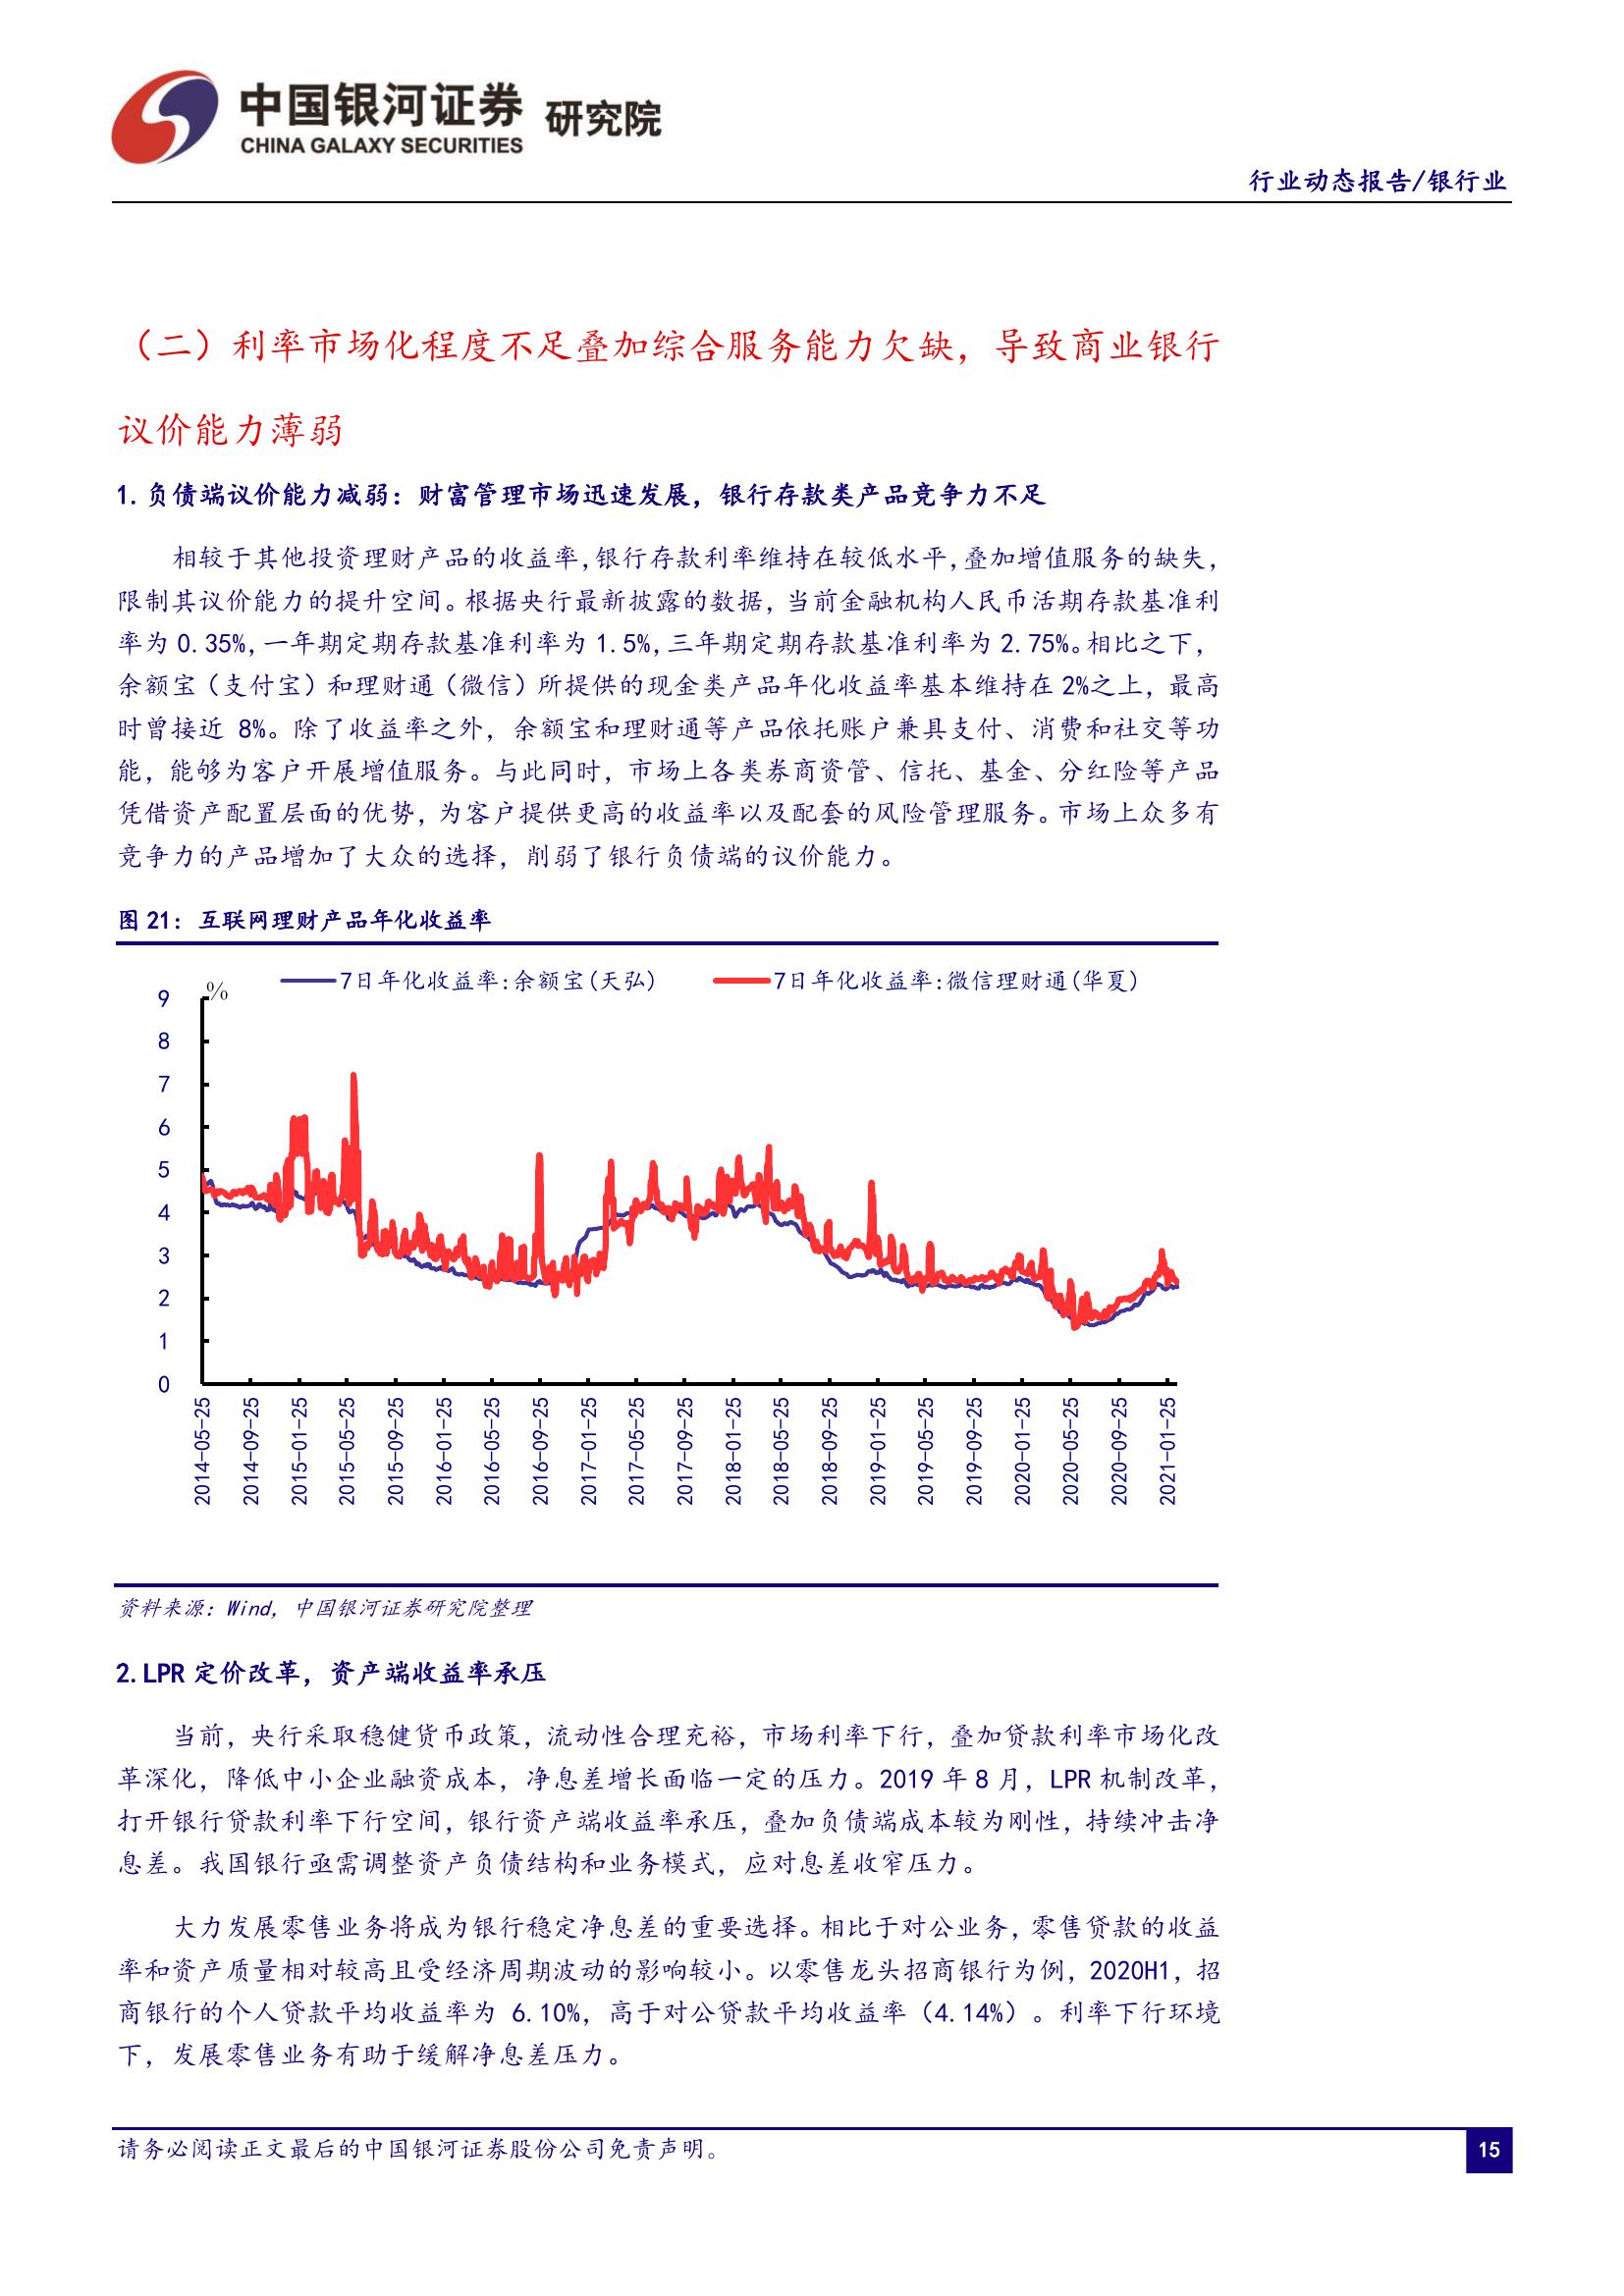 中国银河证券 研究院
CHINA GALAXY SECURITIES
行业动态报告/银行业
（二）利率市场化程度不足叠加综合服务能力欠缺，导致商业银行
议价能力薄弱
1.负债端议价能力减弱：财富管理市场迅速发展，银行存款类产品竞争力不足
相较于其他投资理财产品的收益率，银行存款利率维持在较低水平，叠加增值服务的缺失，
限制其议价能力的提升空间。根据央行最新披露的数据，当前金融机构人民币活期存款基准利
率为 0.35%，一年期定期存款基准利率为 1.5%，三年期定期存款基准利率为 2.75%。相比之下，
余额宝（支付宝）和理财通（微信）所提供的现金类产品年化收益率基本维持在 2%之上，最高
时曾接近 8%。除了收益率之外，余额宝和理财通等产品依托账户兼具支付、消费和社交等功
能，能够为客户开展增值服务。与此同时，市场上各类券商资管、信托、基金、分红险等产品
凭借资产配置层面的优势，为客户提供更高的收益率以及配套的风险管理服务。市场上众多有
竞争力的产品增加了大众的选择，削弱了银行负债端的议价能力。
图 21：互联网理财产品年化收益率
%
7日年化收益率:余额宝(天弘)
7日年化收益率:微信理财通(华夏)
9
8
7
6
5
4
3
2
1
0
2014-05-25
2014-09-25
2015-01-25
2015-05-25
2015-09-25
2016-01-25
2016-05-25
2016-09-25
2017-01-25
2017-05-25
2017-09-25
2018-01-25
2018-05-25
2018-09-25
2019-01-25
2019-05-25
2019-09-25
2020-01-25
2020-05-25
2020-09-25
2021-01-25
资料来源：Wind，中国银河证券研究院整理
2.LPR 定价改革，资产端收益率承压
当前，央行采取稳健货币政策，流动性合理充裕，市场利率下行，叠加贷款利率市场化改
革深化，降低中小企业融资成本，净息差增长面临一定的压力。2019 年 8 月，LPR 机制改革，
打开银行贷款利率下行空间，银行资产端收益率承压，叠加负债端成本较为刚性，持续冲击净
息差。我国银行亟需调整资产负债结构和业务模式，应对息差收窄压力。
大力发展零售业务将成为银行稳定净息差的重要选择。相比于对公业务，零售贷款的收益
率和资产质量相对较高且受经济周期波动的影响较小。以零售龙头招商银行为例，2020H1，招
商银行的个人贷款平均收益率为 6.10%，高于对公贷款平均收益率（4.14%）。利率下行环境
下，发展零售业务有助于缓解净息差压力。
请务必阅读正文最后的中国银河证券股份公司免责声明。
15